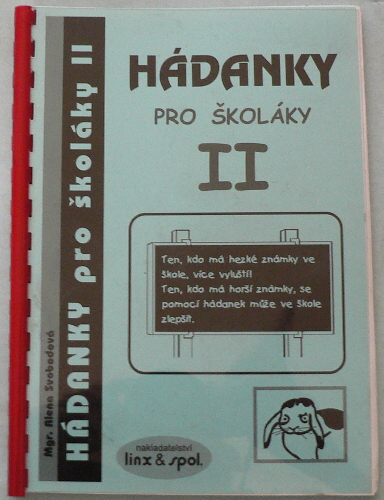 HÁDANKY
PRO ŠKOLÁKY
II
Ten, kdo má hezké známky ve
škole, více vyluští!
Ten, kdo má horší známky, se
pomocí hádanek může ve škole
zlepšit.
nakladatelství
linx & spol.
HÁDANKY pro školáky II
Mgr. Alena Svobodová